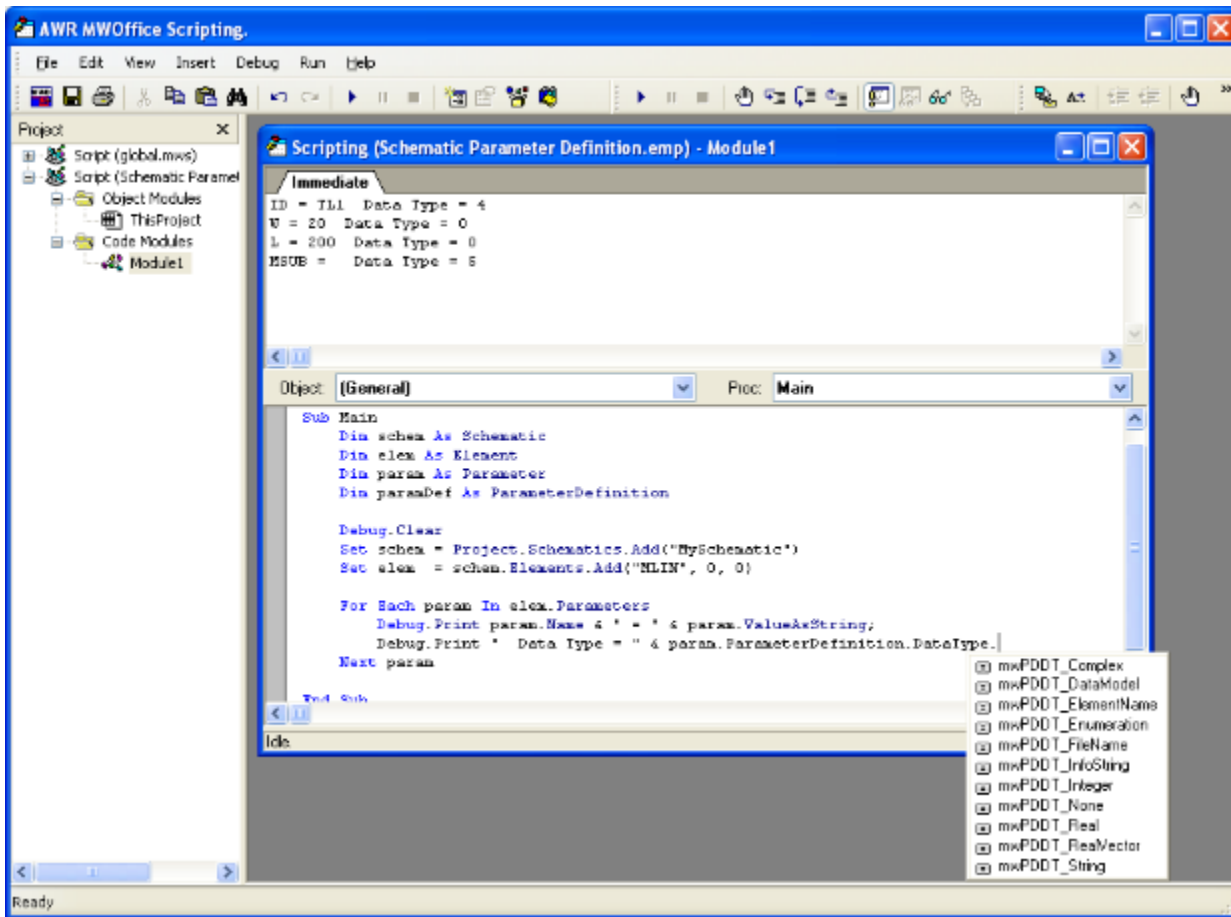 AWR MWOffice Scripting.
File Edit View Insert Debug Run Help
Project
Script (global.mws)
Script (Schematic Paramet
Object Modules
ThisProject
Code Modules
Module1
Scripting (Schematic Parameter Definition.emp) - Module1
Immediate
ID = TL1  Data Type = 4
W = 20  Data Type = 0
L = 200  Data Type = 0
MSUB =   Data Type = 5
Object: (General) Proc: Main
Sub Main
Dim schem As Schematic
Dim elem As Element
Dim param As Parameter
Dim paramDef As ParameterDefinition
Debug.Clear
Set schem = Project.Schematics.Add("MySchematic")
Set elem  = schem.Elements.Add("MLIN", 0, 0)
For Each param In elem.Parameters
Debug.Print param.Name & " = " & param.ValueAsString;
Debug.Print "  Data Type = " & param.ParameterDefinition.DataType.
Next param
End Sub
Idle
mwPDDT_Complex
mwPDDT_DataModel
mwPDDT_ElementName
mwPDDT_Enumeration
mwPDDT_FileName
mwPDDT_InfoString
mwPDDT_Integer
mwPDDT_None
mwPDDT_Real
mwPDDT_RealVector
mwPDDT_String
Ready